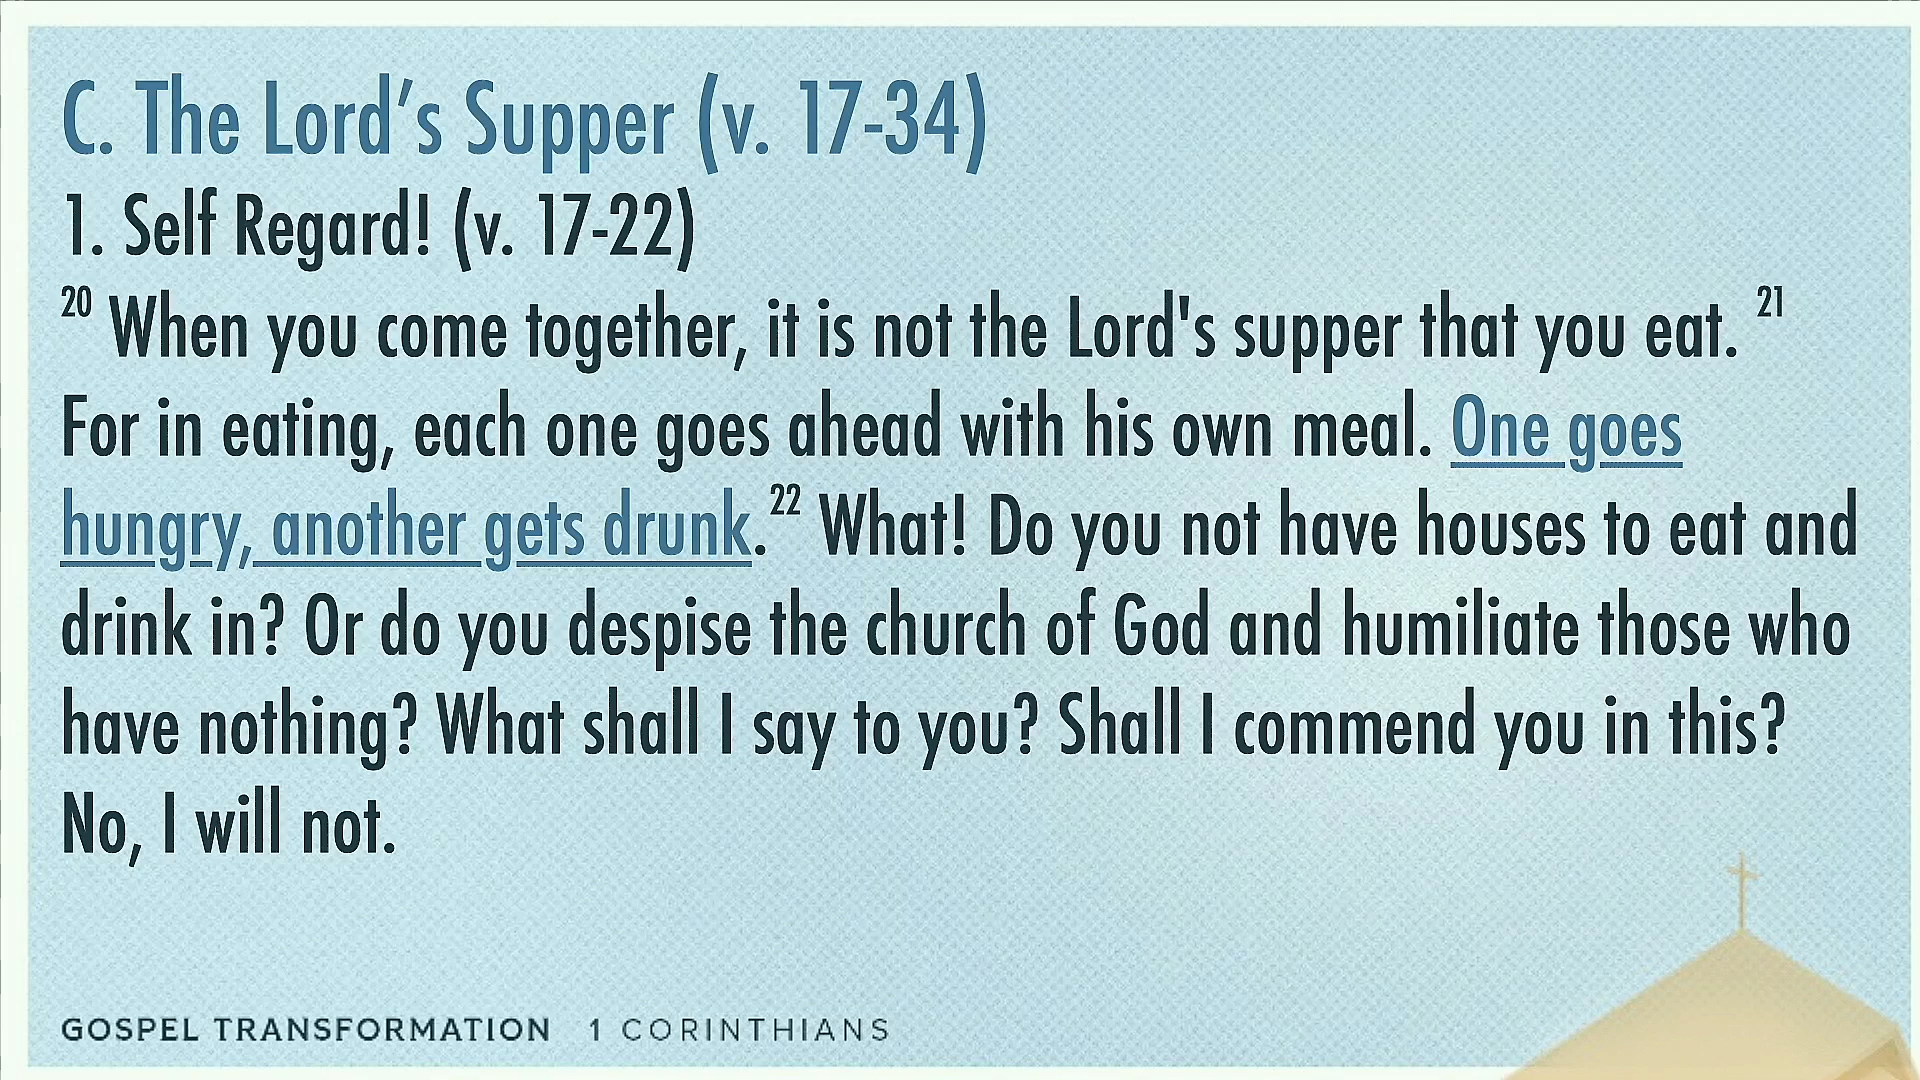 C. The Lord’s Supper (v. 17-34)
1. Self Regard! (v. 17-22)
20 When you come together, it is not the Lord's supper that you eat. 21
For in eating, each one goes ahead with his own meal. One goes
hungry, another gets drunk. 22 What! Do you not have houses to eat and
drink in? Or do you despise the church of God and humiliate those who
have nothing? What shall I say to you? Shall I commend you in this?
No, I will not.
GOSPEL TRANSFORMATION 1 CORINTHIANS